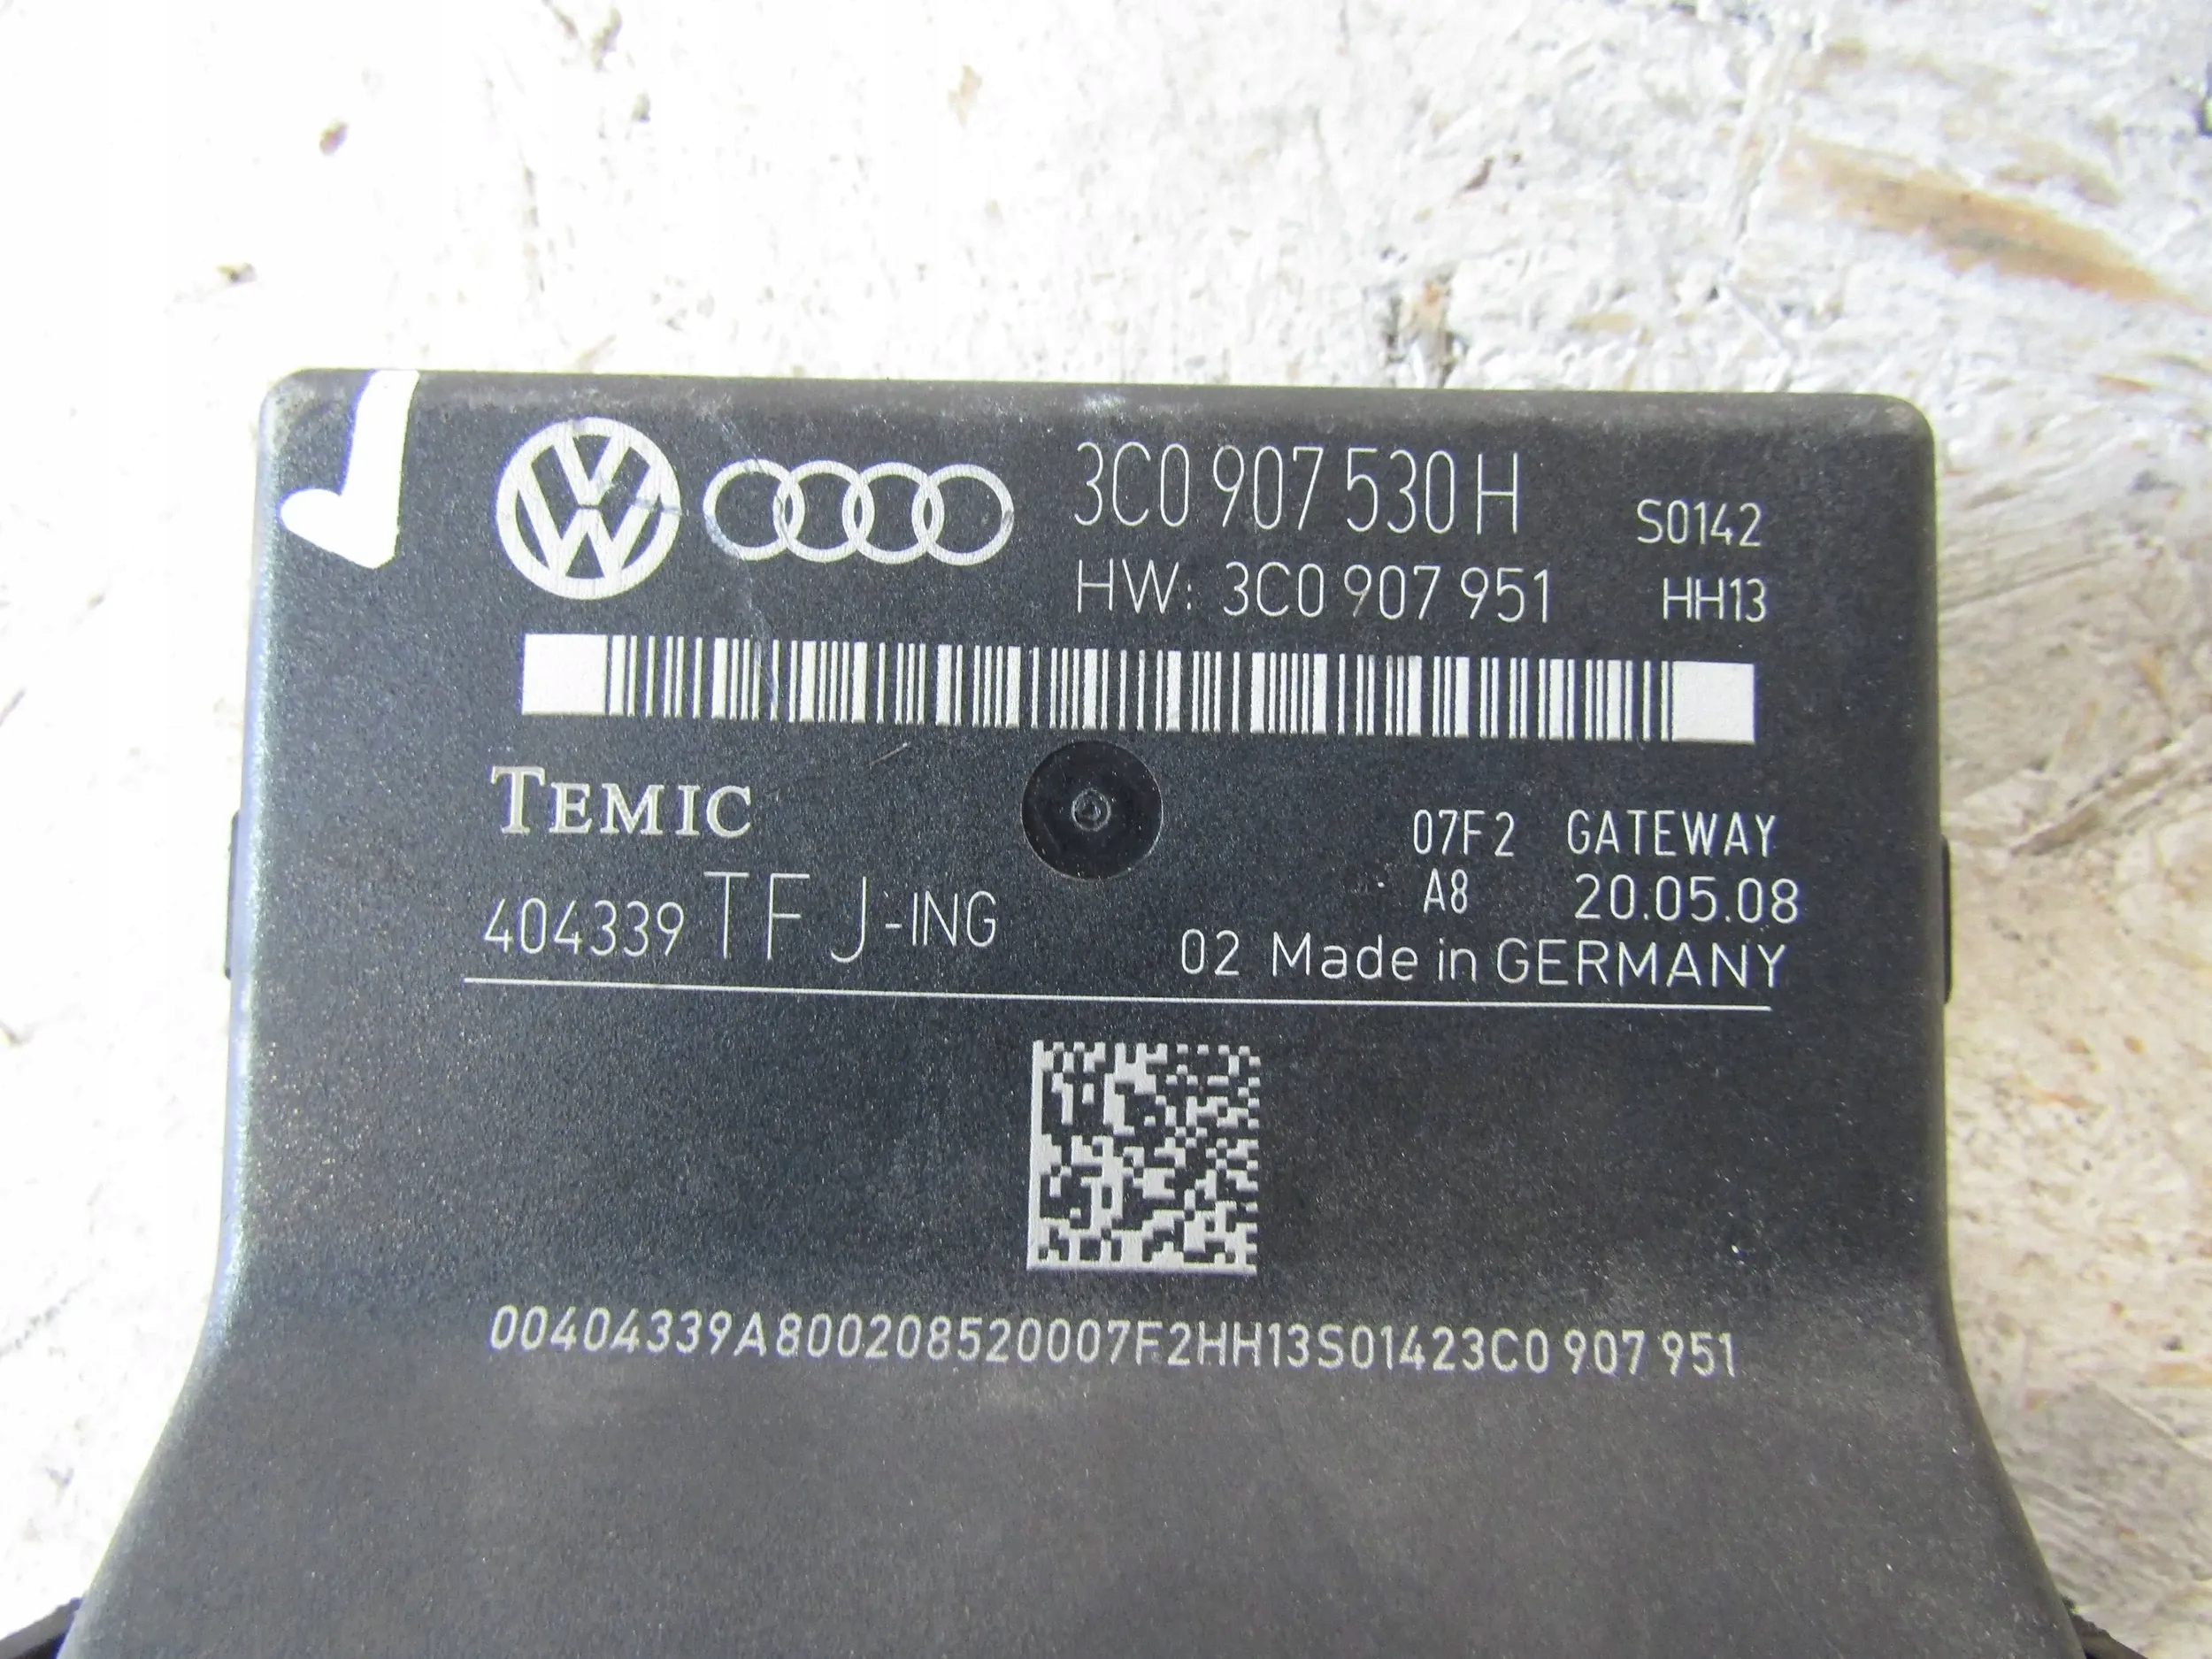 3C0 907 530 H
S0142
HW: 3C0 907 951
HH13
TEMIC
07F2 GATEWAY
A8 20.05.08
404339 TFJ-ING
02 Made in GERMANY
00404339A800208520007F2HH13S01423C0 907 951